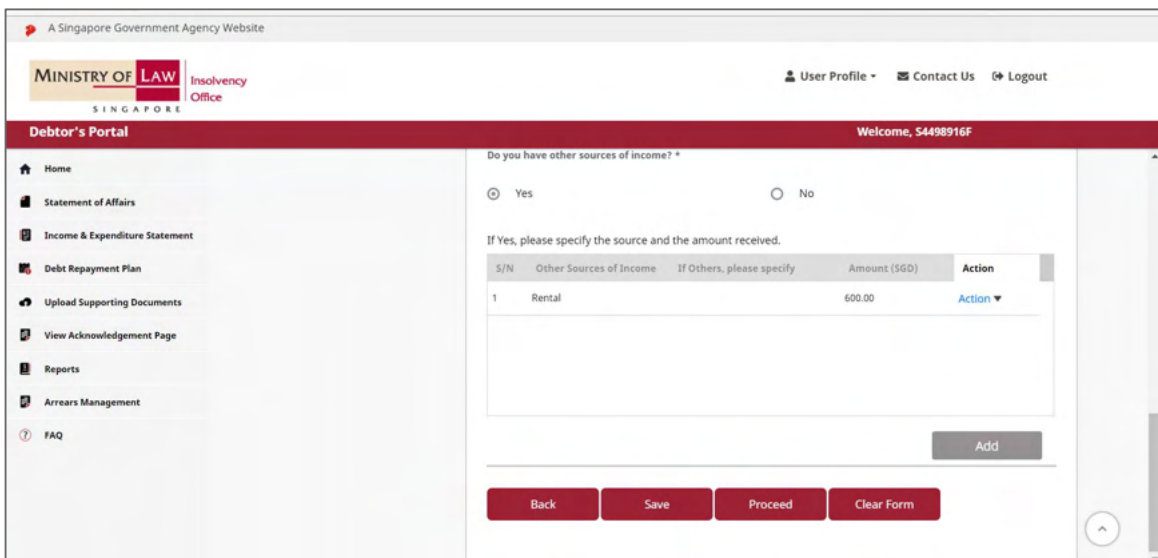 A Singapore Government Agency Website
MINISTRY OF LAW
SINGAPORE
Insolvency
Office
User Profile
Contact Us
Logout
Debtor's Portal
Welcome, S4498916F
Home
Statement of Affairs
Income & Expenditure Statement
Debt Repayment Plan
Upload Supporting Documents
View Acknowledgement Page
Reports
Arrears Management
FAQ
Do you have other sources of income? *
Yes No
If Yes, please specify the source and the amount received.
S/N Other Sources of Income If Others, please specify Amount (SGD) Action
1 Rental 600.00 Action
Add
Back Save Proceed Clear Form